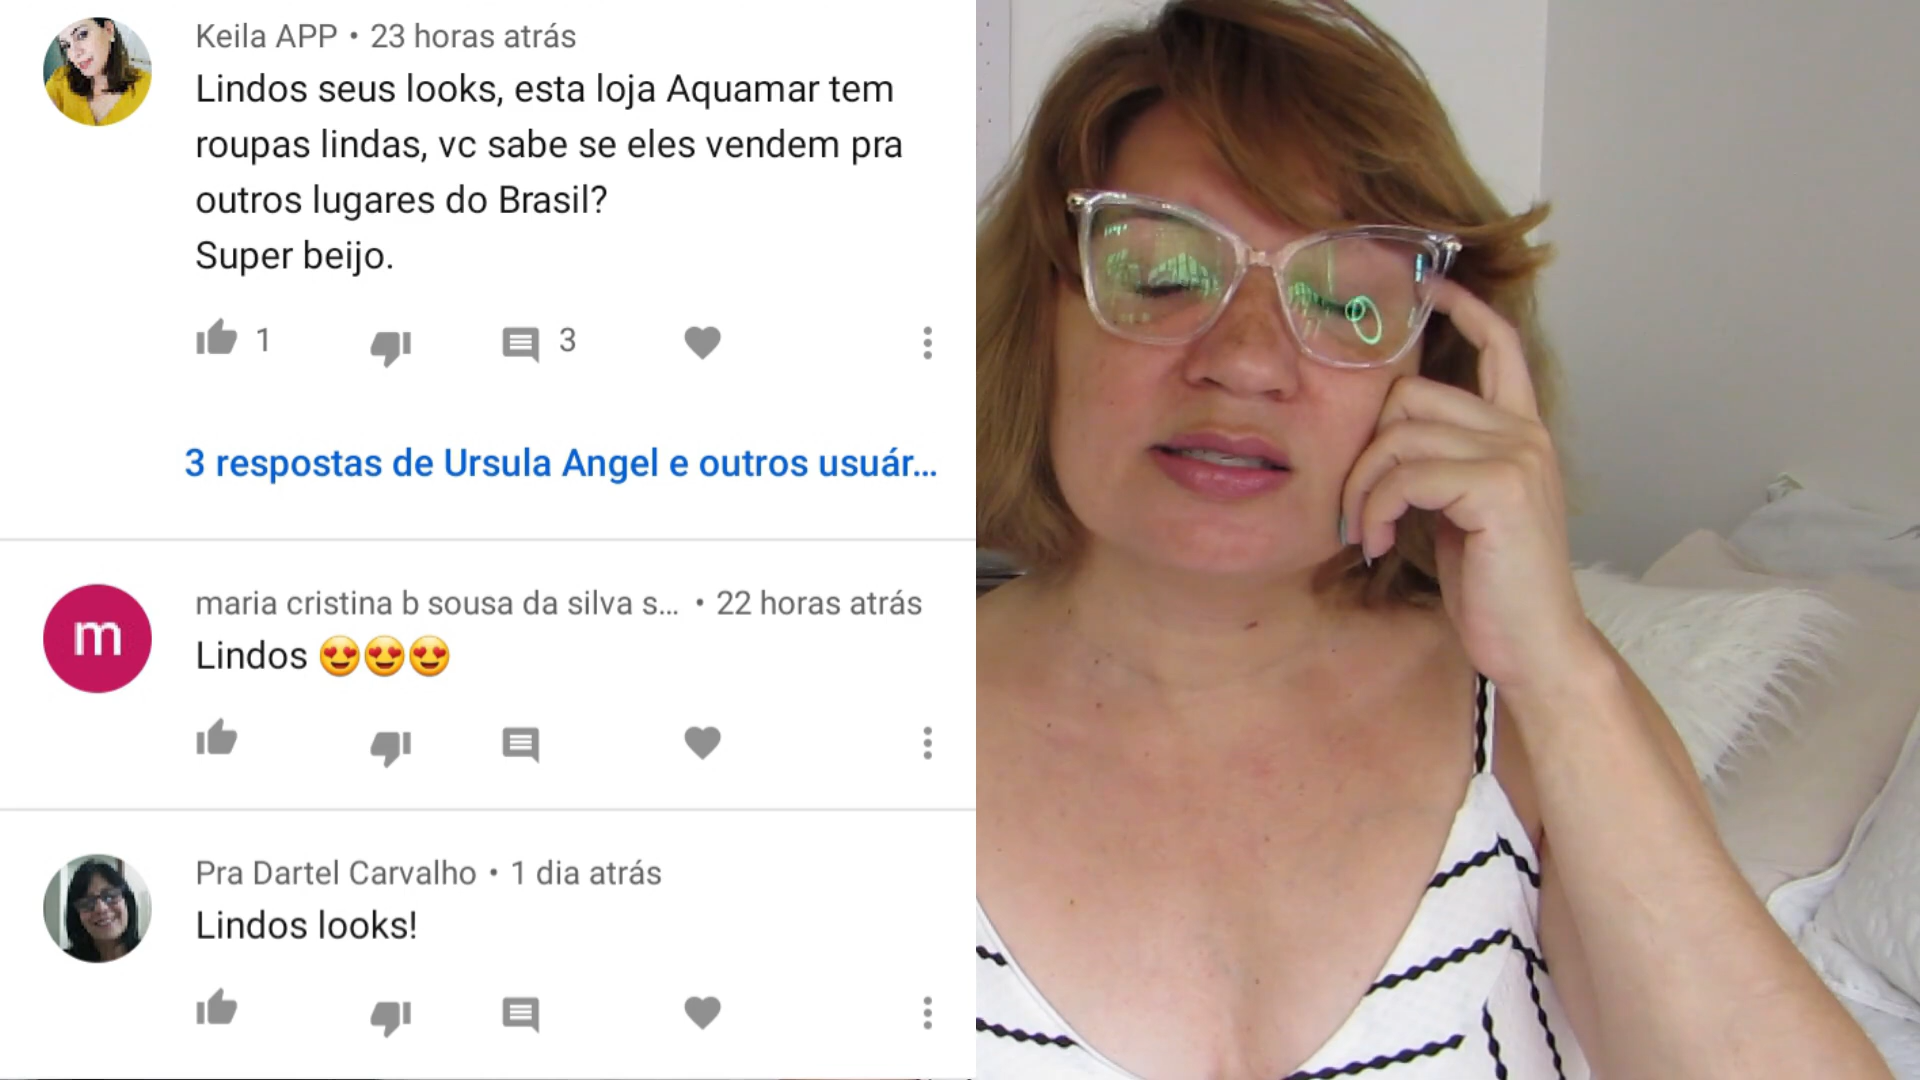 Keila APP • 23 horas atrás
Lindos seus looks, esta loja Aquamar tem
roupas lindas, vc sabe se eles vendem pra
outros lugares do Brasil?
Super beijo.
1 3
3 respostas de Ursula Angel e outros usuár...
m
maria cristina b sousa da silva s... • 22 horas atrás
Lindos 😍😍😍
Pra Dartel Carvalho • 1 dia atrás
Lindos looks!